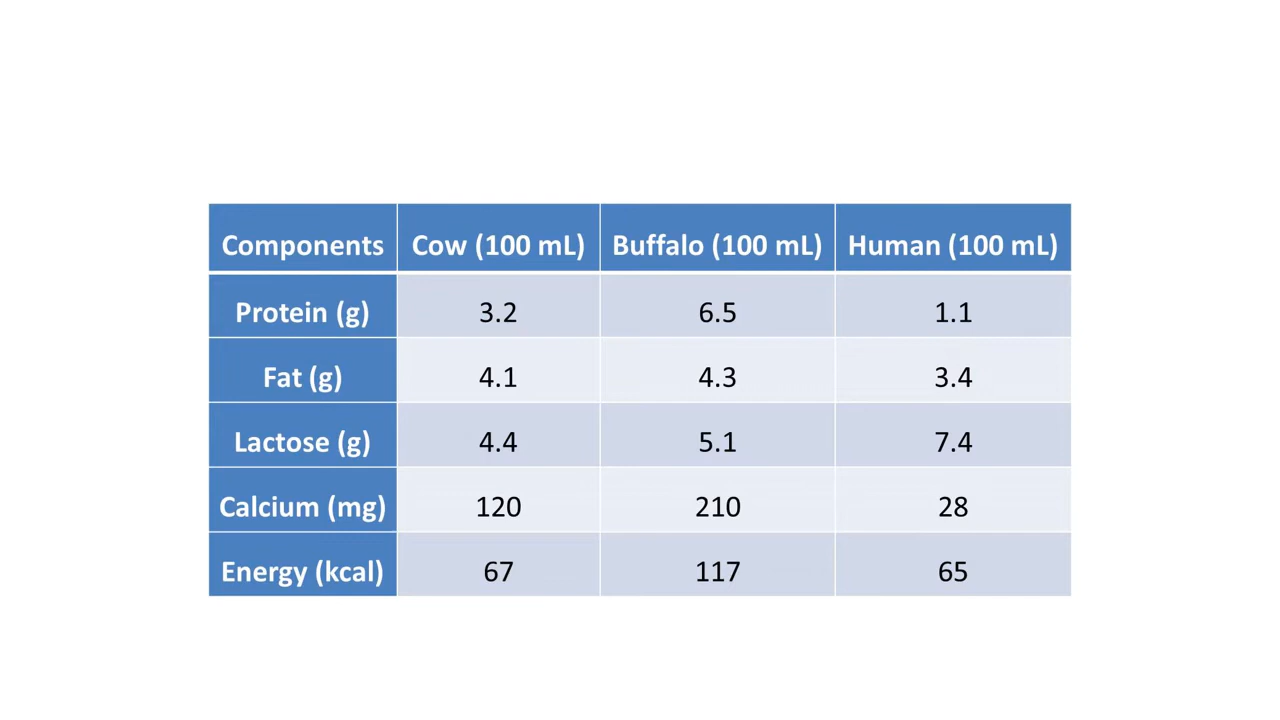 Components Cow (100 mL) Buffalo (100 mL) Human (100 mL)
Protein (g) 3.2 6.5 1.1
Fat (g) 4.1 4.3 3.4
Lactose (g) 4.4 5.1 7.4
Calcium (mg) 120 210 28
Energy (kcal) 67 117 65